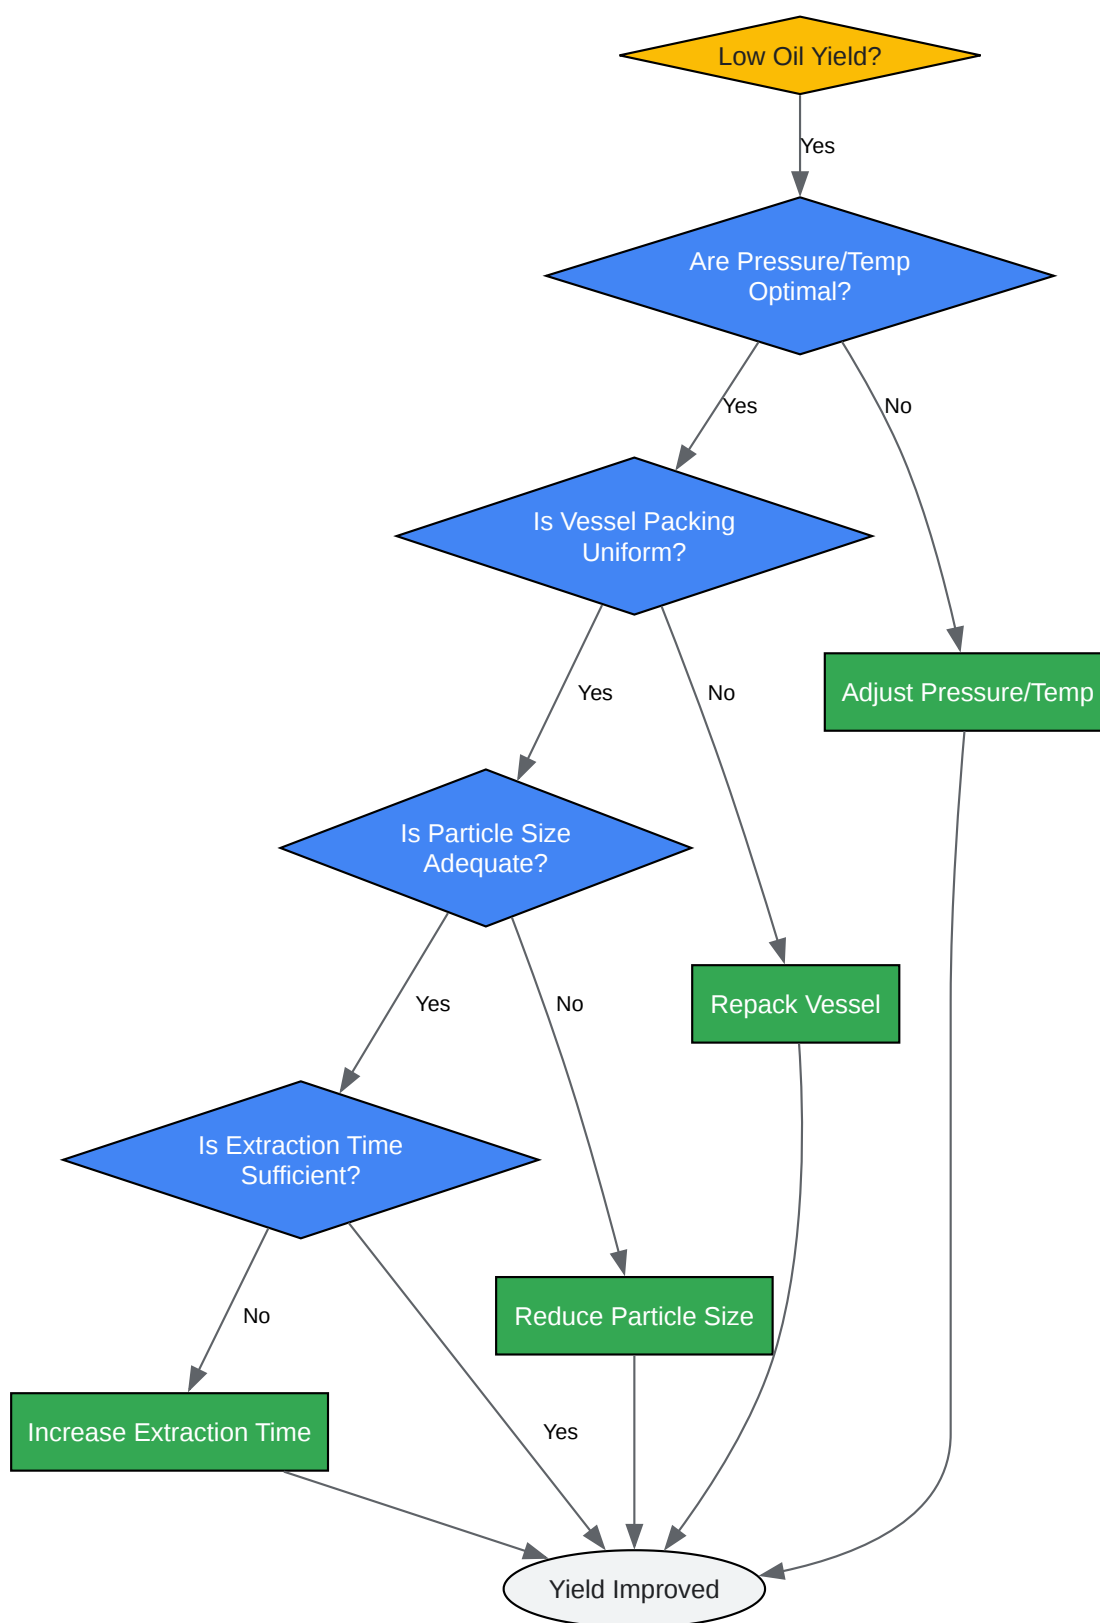 Low Oil Yield?
Yes
Are Pressure/Temp
Optimal?
Yes
No
Is Vessel Packing
Uniform?
Yes
No
Adjust Pressure/Temp
Is Particle Size
Adequate?
Yes
No
Repack Vessel
Is Extraction Time
Sufficient?
No
Reduce Particle Size
Increase Extraction Time
Yes
Yield Improved